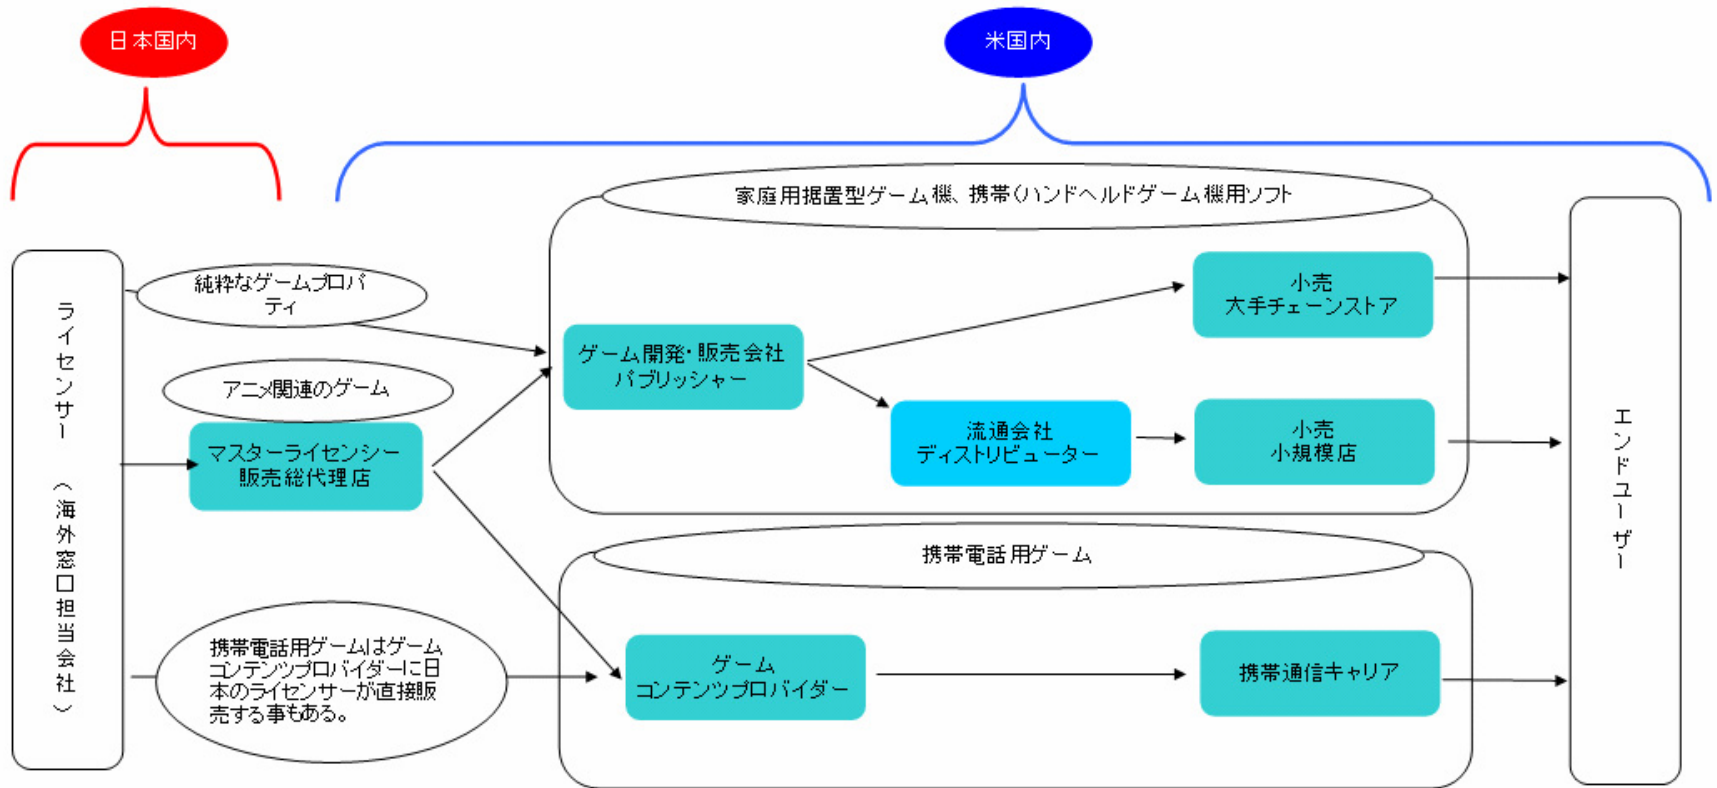 日本国内
米国内
家庭用据置型ゲーム機、携帯(ハンドヘルドゲーム機用ソフト
純粋なゲームプロパ
ティ
小売
大手チェーンストア
ゲーム開発・販売会社
パブリッシャー
アニメ関連のゲーム
マスターライセンシー
販売総代理店
流通会社
ディストリビューター
小売
小規模店
ライセンサー (海外窓口担当会社)
エンドユーザー
携帯電話用ゲーム
携帯電話用ゲームはゲーム
コンテンツプロバイダーに日
本のライセンサーが直接販
売する事もある。
ゲーム
コンテンツプロバイダー
携帯通信キャリア